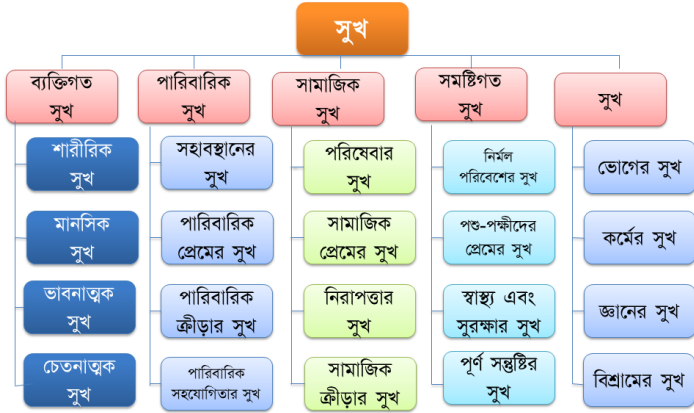 সুখ
ব্যক্তিগত
সুখ
শারীরিক
সুখ
মানসিক
সুখ
ভাবনাত্মক
সুখ
চেতনাত্মক
সুখ
পারিবারিক
সুখ
সহাবস্থানের
সুখ
পারিবারিক
প্রেমের সুখ
পারিবারিক
ক্রীড়ার সুখ
পারিবারিক
সহযোগিতার সুখ
সামাজিক
সুখ
পরিষেবার
সুখ
সামাজিক
প্রেমের সুখ
নিরাপত্তার
সুখ
সামাজিক
ক্রীড়ার সুখ
সমষ্টিগত
সুখ
নির্মল
পরিবেশের সুখ
পশু-পক্ষীদের
প্রেমের সুখ
স্বাস্থ্য এবং
সুরক্ষার সুখ
পূর্ণ সন্তুষ্টির
সুখ
সুখ
ভোগের সুখ
কর্মের সুখ
জ্ঞানের সুখ
বিশ্রামের সুখ